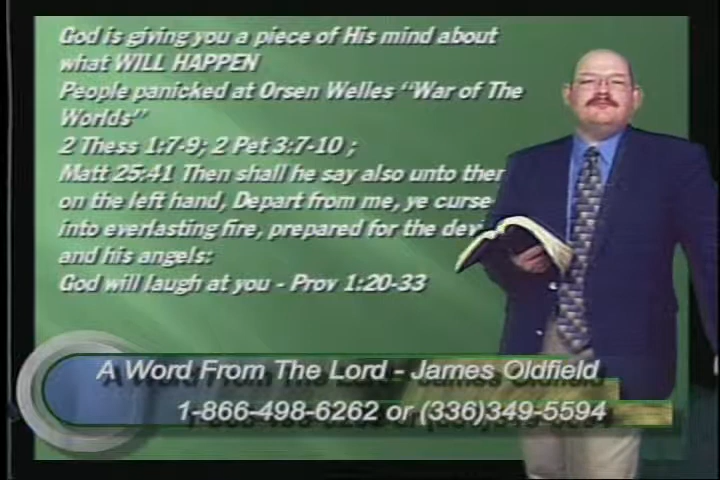 God is giving you a piece of His mind about
what WILL HAPPEN
People panicked at Orsen Welles "War of The
Worlds"
2 Thess 1:7-9; 2 Pet 3:7-10 ;
Matt 25:41 Then shall he say also unto them
on the left hand, Depart from me, ye curse
into everlasting fire, prepared for the devi
and his angels:
God will laugh at you - Prov 1:20-33
A Word From The Lord - James Oldfield
1-866-498-6262 or (336)349-5594